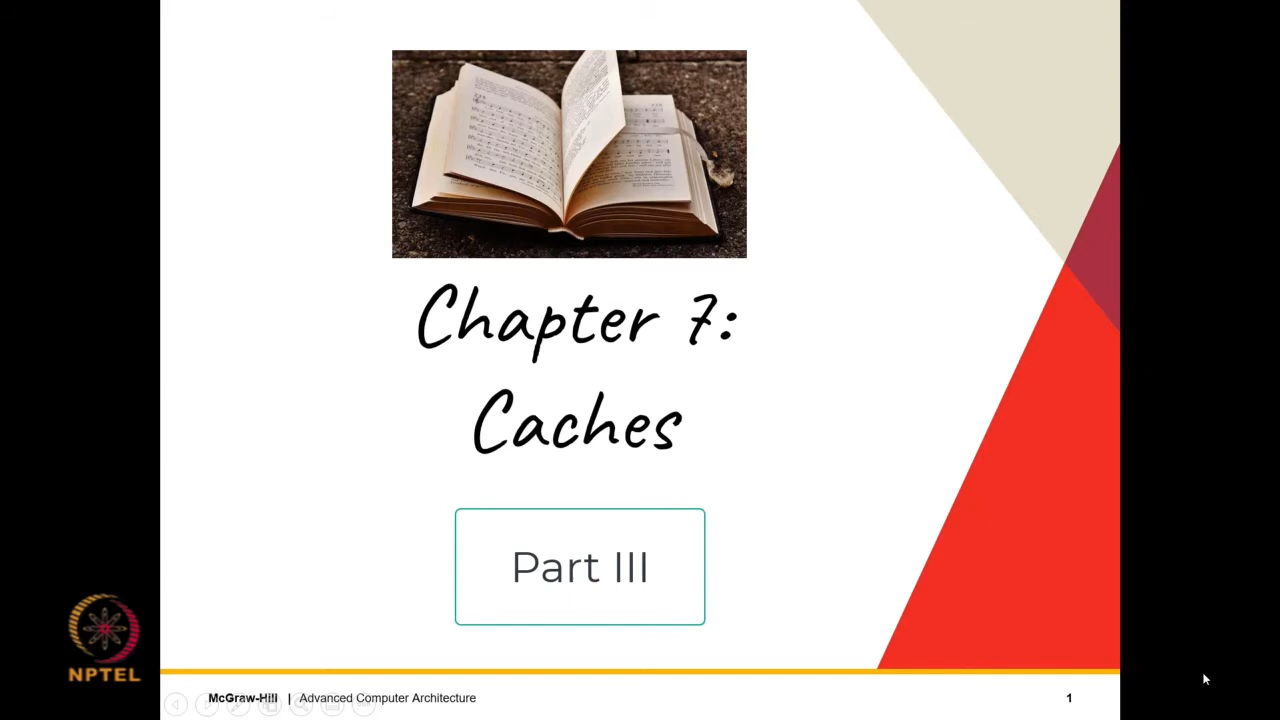 Chapter 7:
Caches
Part III
NPTEL
McGraw-Hill | Advanced Computer Architecture
1